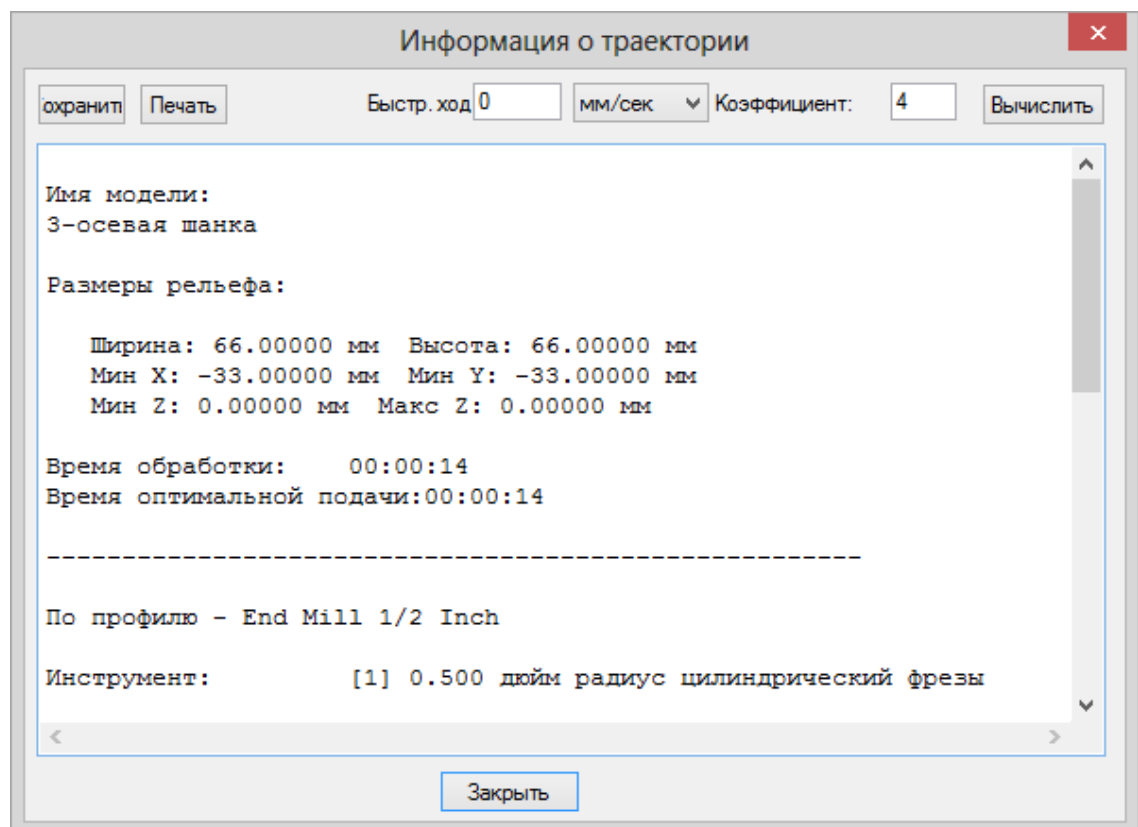 Информация о траектории
охранить Печать Быстр. ход 0 мм/сек Коэффициент: 4 Вычислить
Имя модели:
3-осевая шанка
Размеры рельефа:
Ширина: 66.00000 мм Высота: 66.00000 мм
Мин X: -33.00000 мм Мин Y: -33.00000 мм
Мин Z: 0.00000 мм Макс Z: 0.00000 мм
Время обработки: 00:00:14
Время оптимальной подачи:00:00:14
------------------------------------------------------
По профилю - End Mill 1/2 Inch
Инструмент: [1] 0.500 дюйм радиус цилиндрический фрезы
Закрыть